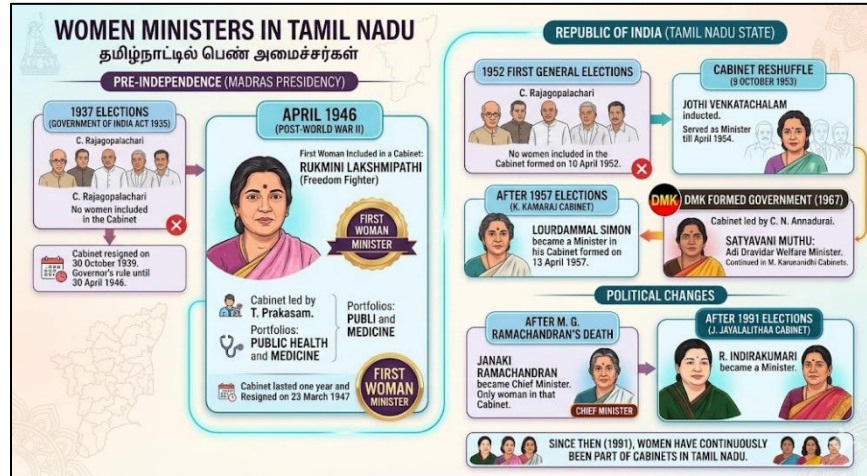 WOMEN MINISTERS IN TAMIL NADU
தமிழ்நாட்டில் பெண் அமைச்சர்கள்
PRE-INDEPENDENCE (MADRAS PRESIDENCY)
1937 ELECTIONS
(GOVERNMENT OF INDIA ACT 1935)
C. Rajagopalachari
C. Rajagopalachari
No women included
in the Cabinet
Cabinet resigned on
30 October 1939.
Governor's rule until
30 April 1946.
APRIL 1946
(POST-WORLD WAR II)
First Woman Included in a Cabinet:
RUKMINI LAKSHMIPATHI
(Freedom Fighter)
FIRST
WOMAN
MINISTER
Cabinet led by
T. Prakasam.
Portfolios:
PUBLIC HEALTH
and MEDICINE
Portfolios:
PUBLI and
MEDICINE
Cabinet lasted one year and
Resigned on 23 March 1947
FIRST
WOMAN
MINISTER
REPUBLIC OF INDIA (TAMIL NADU STATE)
1952 FIRST GENERAL ELECTIONS
C. Rajagopalachari
No women included in the
Cabinet formed on 10 April 1952.
CABINET RESHUFFLE
(9 OCTOBER 1953)
JOTHI VENKATACHALAM
inducted.
Served as Minister
till April 1954.
AFTER 1957 ELECTIONS
(K. KAMARAJ CABINET)
LOURDAMMAL SIMON
became a Minister in
his Cabinet formed on
13 April 1957.
DMK
DMK FORMED GOVERNMENT (1967)
Cabinet led by C. N. Annadurai.
SATYAVANI MUTHU:
Adi Dravidar Welfare Minister.
Continued in M. Karunanidhi Cabinets.
POLITICAL CHANGES
AFTER M. G.
RAMACHANDRAN'S DEATH
JANAKI
RAMACHANDRAN
became Chief Minister.
Only woman in that
Cabinet.
CHIEF MINISTER
AFTER 1991 ELECTIONS
(J. JAYALALITHAA CABINET)
R. INDIRAKUMARI
became a Minister.
SINCE THEN (1991), WOMEN HAVE CONTINUOUSLY
BEEN PART OF CABINETS IN TAMIL NADU.